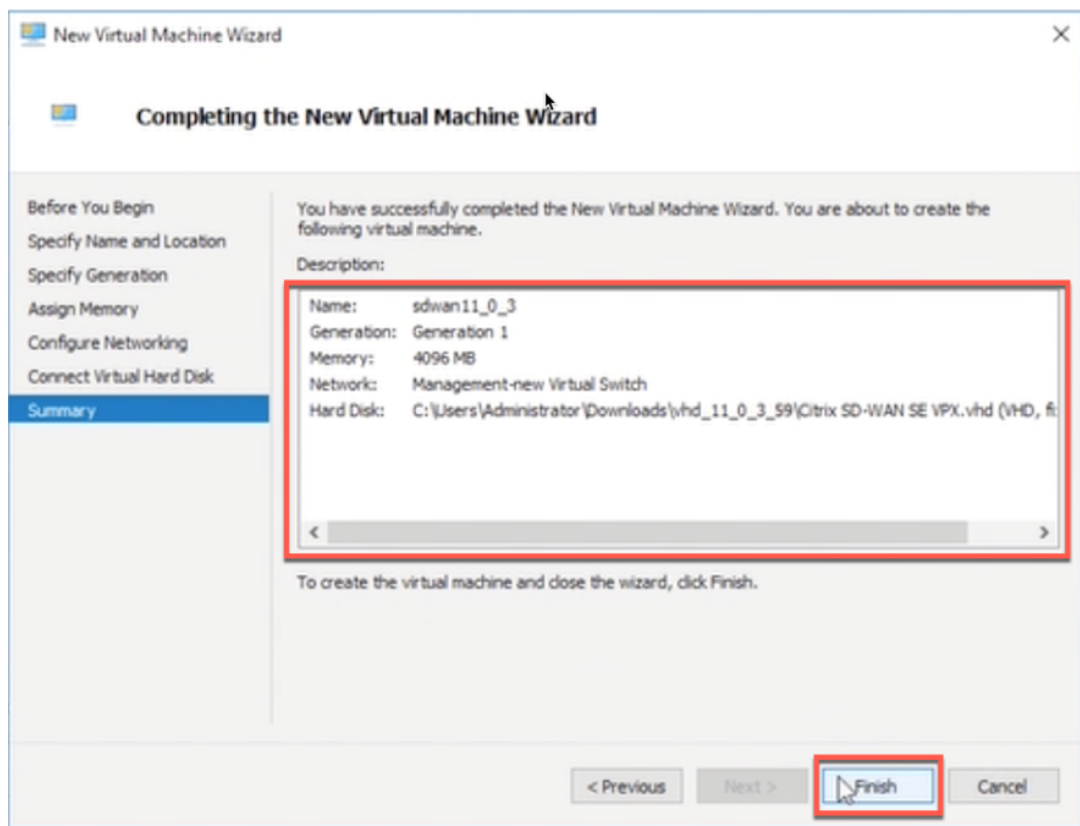 New Virtual Machine Wizard
Completing the New Virtual Machine Wizard
Before You Begin
Specify Name and Location
Specify Generation
Assign Memory
Configure Networking
Connect Virtual Hard Disk
Summary
You have successfully completed the New Virtual Machine Wizard. You are about to create the
following virtual machine.
Description:
Name: sdwan11_0_3
Generation: Generation 1
Memory: 4096 MB
Network: Management-new Virtual Switch
Hard Disk: C:\Users\Administrator\Downloads\vhd_11_0_3_59\Citrix SD-WAN SE VPX.vhd (VHD,
To create the virtual machine and close the wizard, click Finish.
< Previous
Next >
Finish
Cancel